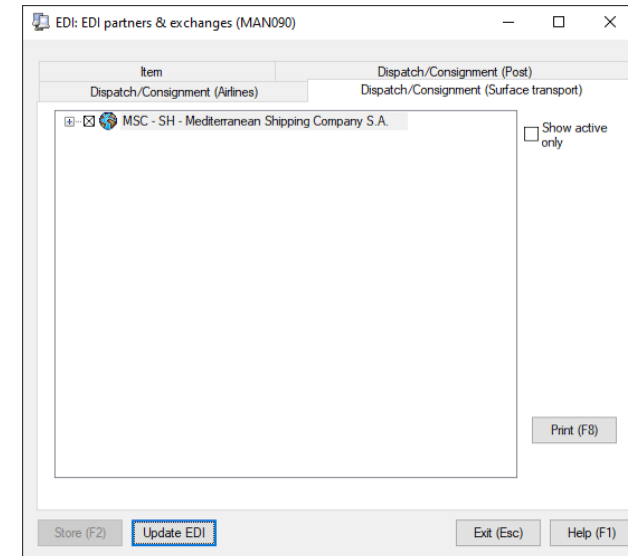 EDI: EDI partners & exchanges (MAN090)
Item
Dispatch/Consignment (Post)
Dispatch/Consignment (Airlines)
Dispatch/Consignment (Surface transport)
MSC - SH - Mediterranean Shipping Company S.A.
Show active
only
Print (F8)
Store (F2)
Update EDI
Exit (Esc)
Help (F1)